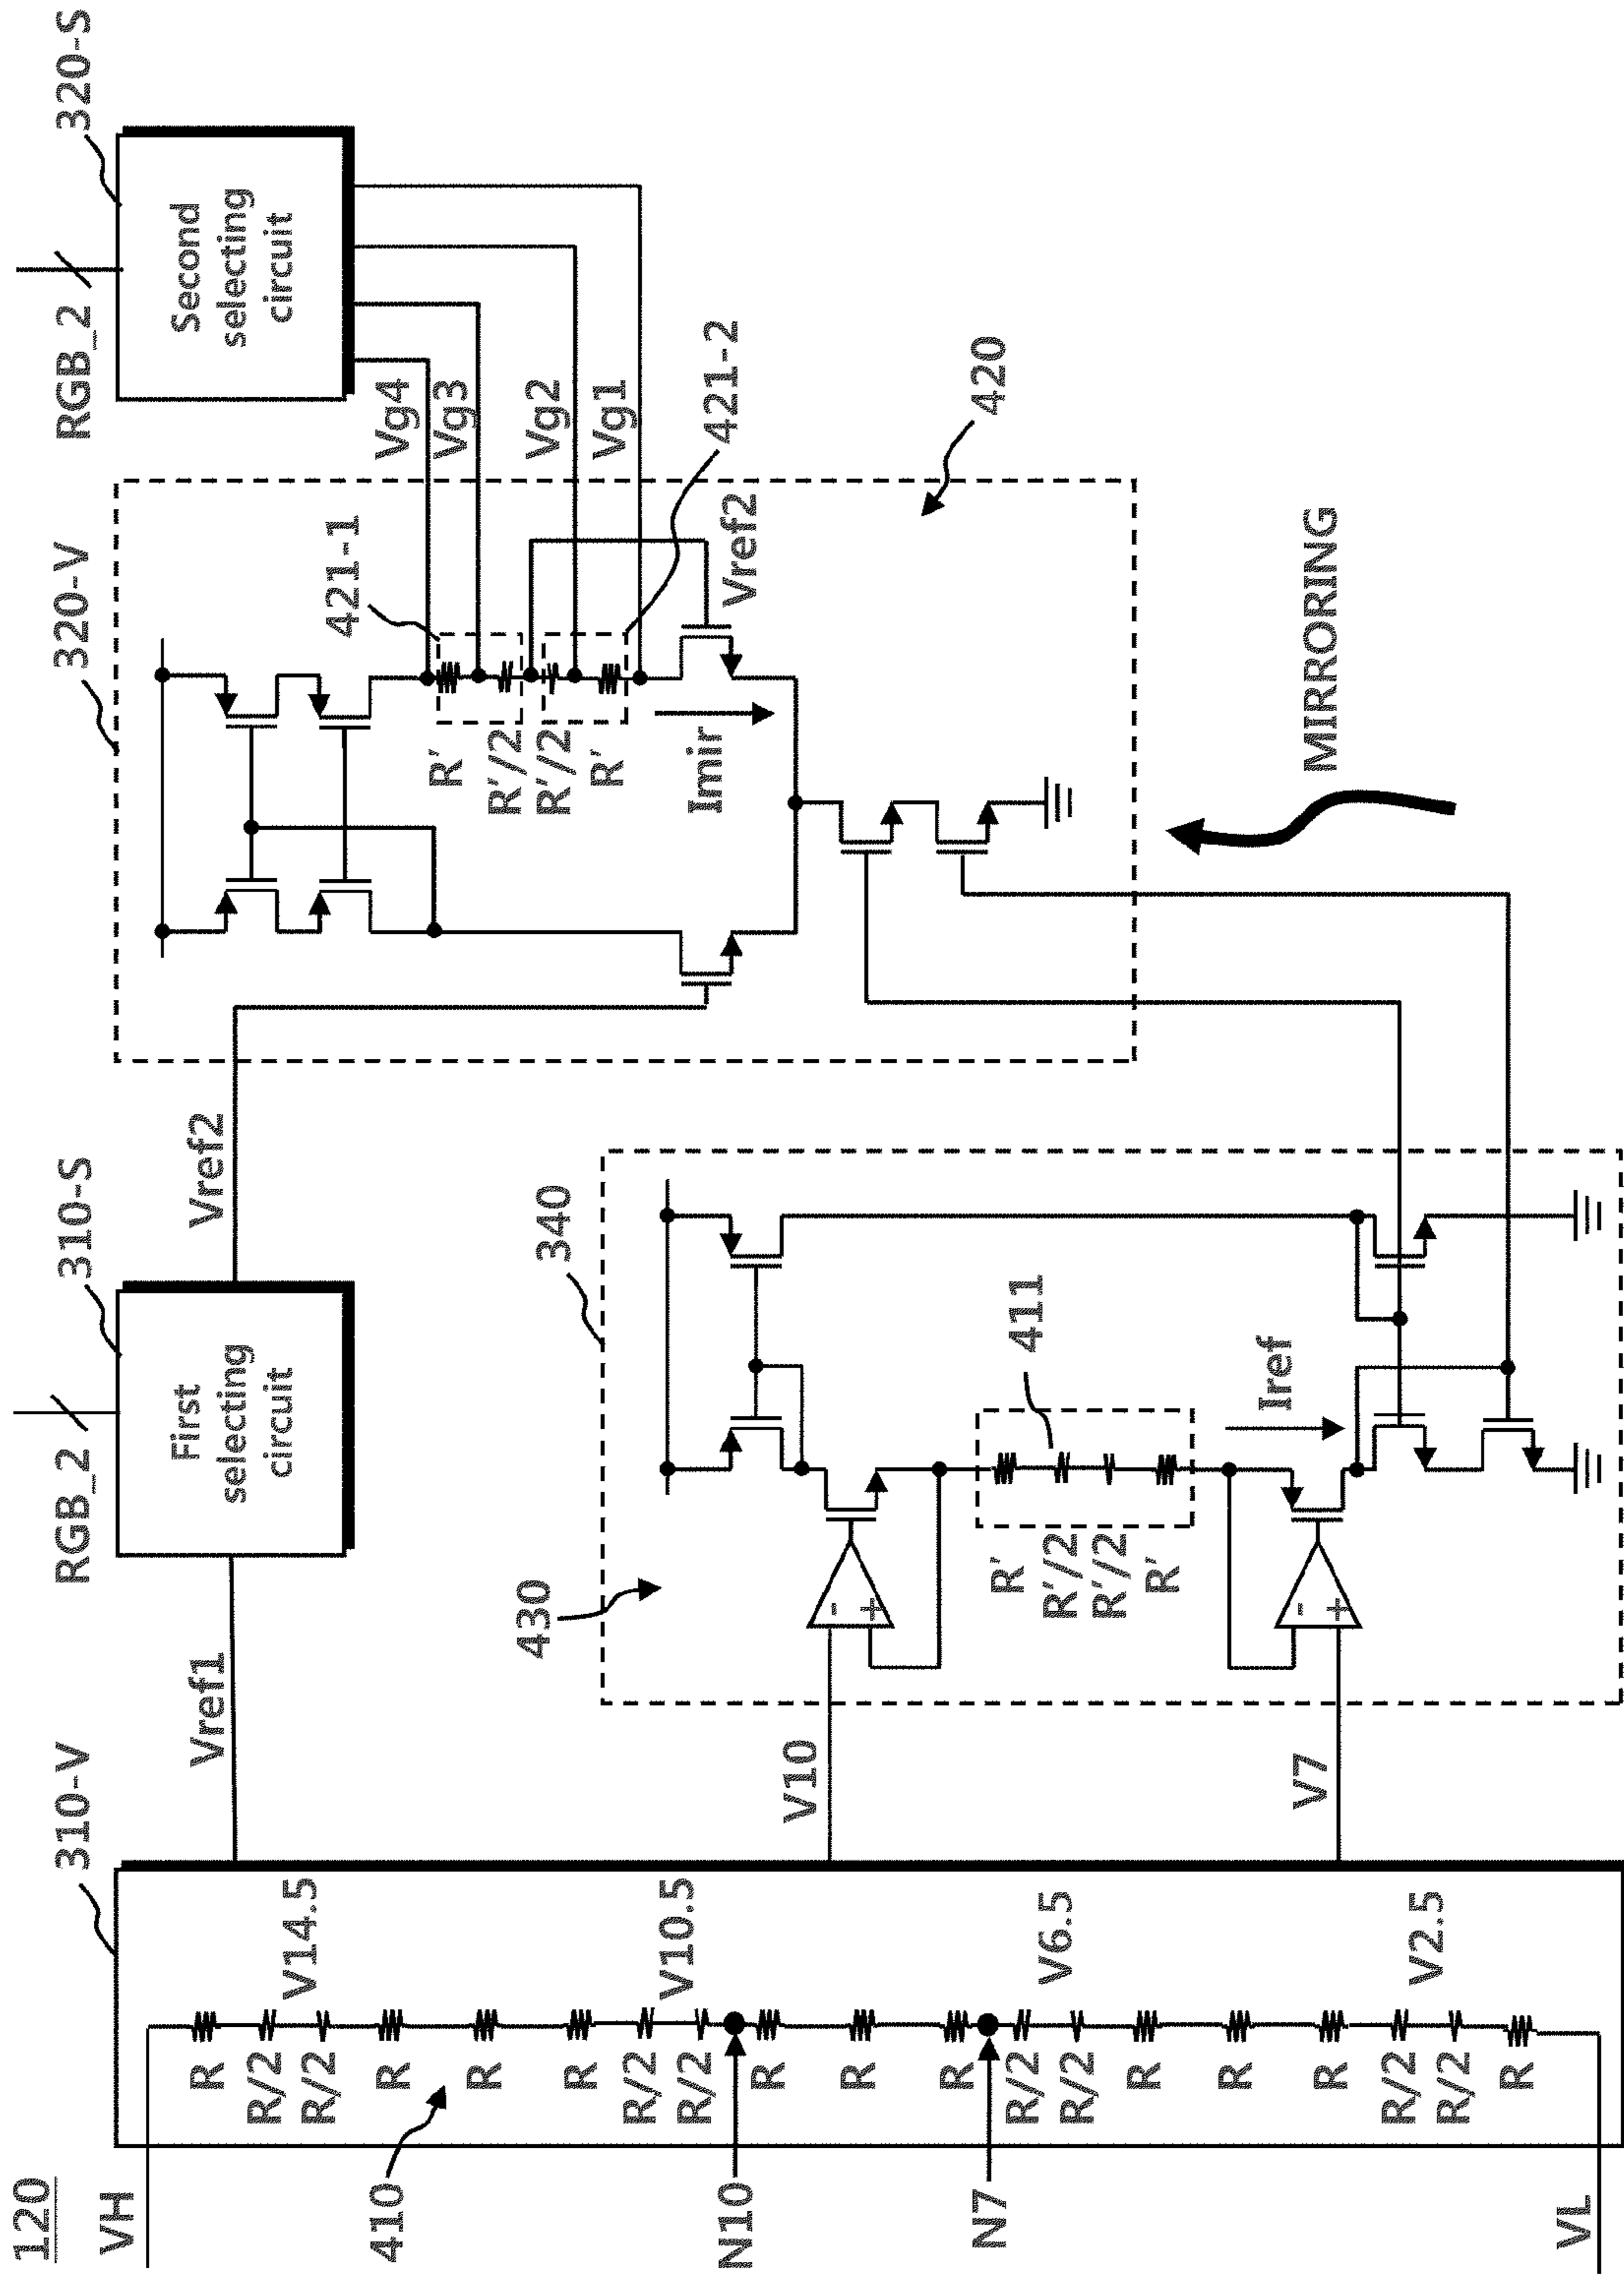 120
VH
410
N10
N7
VL
310-V
R
R/2
R/2
R
R
R
R/2
R/2
R
R
R
R/2
R/2
R
R
R
R/2
R/2
R
V14.5
V10.5
V6.5
V2.5
Vref1
V10
V7
RGB_2
310-S
First
selecting
circuit
Vref2
430
340
-
+
-
+
R'
R'/2
R'/2
R'
411
Iref
320-V
420
421-1
R'
R'/2
R'/2
R'
Imir
Vref2
421-2
Vg4
Vg3
Vg2
Vg1
MIRRORING
RGB_2
320-S
Second
selecting
circuit